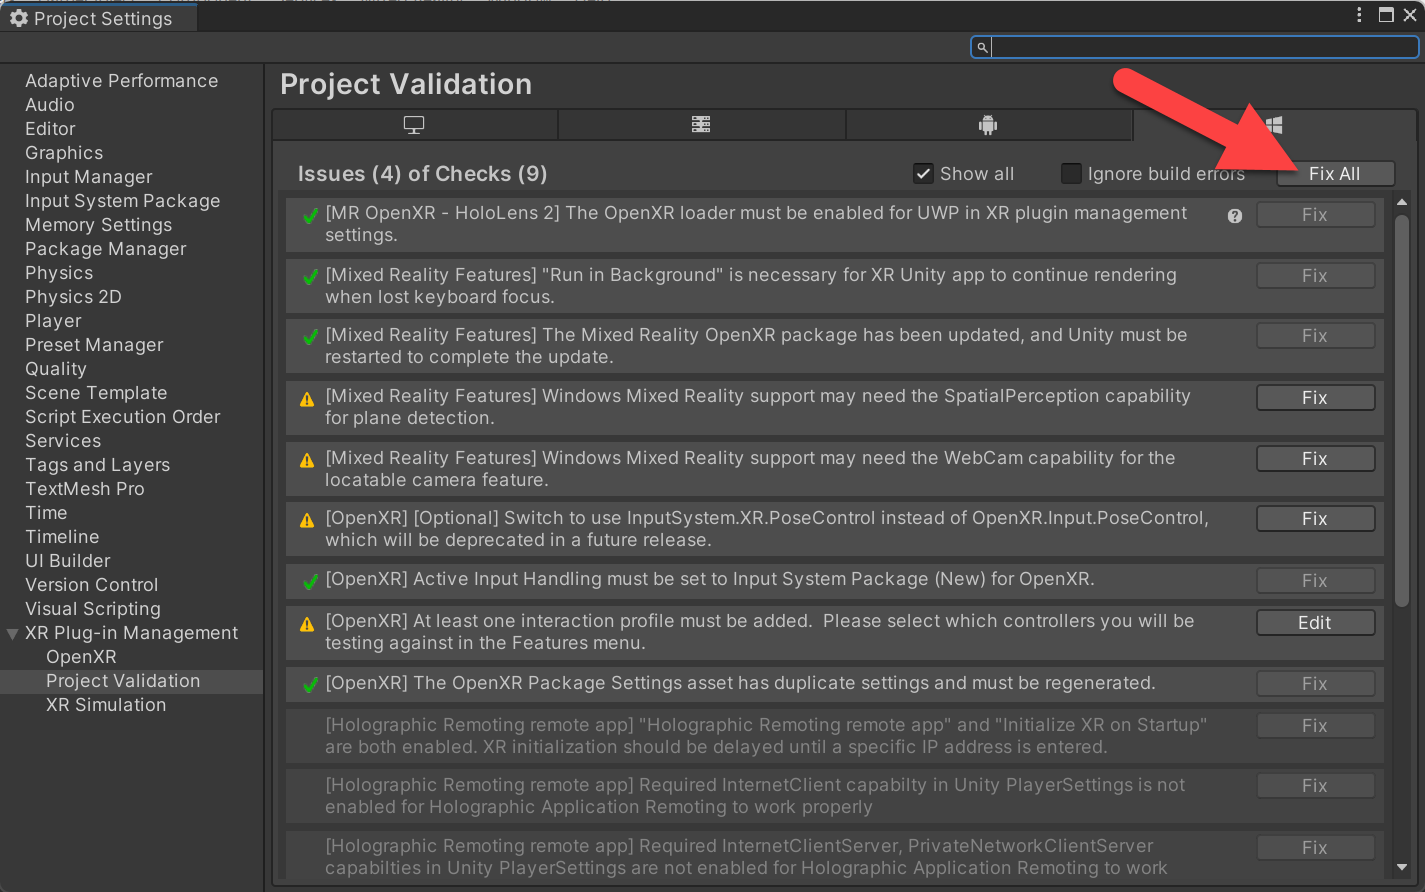 Project Settings
Adaptive Performance
Audio
Editor
Graphics
Input Manager
Input System Package
Memory Settings
Package Manager
Physics
Physics 2D
Player
Preset Manager
Quality
Scene Template
Script Execution Order
Services
Tags and Layers
TextMesh Pro
Time
Timeline
UI Builder
Version Control
Visual Scripting
XR Plug-in Management
OpenXR
Project Validation
XR Simulation
Project Validation
Issues (4) of Checks (9)
Show all
Ignore build errors
Fix All
[MR OpenXR - HoloLens 2] The OpenXR loader must be enabled for UWP in XR plugin management
settings.
Fix
[Mixed Reality Features] "Run in Background" is necessary for XR Unity app to continue rendering
when lost keyboard focus.
Fix
[Mixed Reality Features] The Mixed Reality OpenXR package has been updated, and Unity must be
restarted to complete the update.
Fix
[Mixed Reality Features] Windows Mixed Reality support may need the SpatialPerception capability
for plane detection.
Fix
[Mixed Reality Features] Windows Mixed Reality support may need the WebCam capability for the
locatable camera feature.
Fix
[OpenXR] [Optional] Switch to use InputSystem.XR.PoseControl instead of OpenXR.Input.PoseControl,
which will be deprecated in a future release.
Fix
[OpenXR] Active Input Handling must be set to Input System Package (New) for OpenXR.
Fix
[OpenXR] At least one interaction profile must be added.  Please select which controllers you will be
testing against in the Features menu.
Edit
[OpenXR] The OpenXR Package Settings asset has duplicate settings and must be regenerated.
Fix
[Holographic Remoting remote app] "Holographic Remoting remote app" and "Initialize XR on Startup"
are both enabled. XR initialization should be delayed until a specific IP address is entered.
Fix
[Holographic Remoting remote app] Required InternetClient capabilty in Unity PlayerSettings is not
enabled for Holographic Application Remoting to work properly
Fix
[Holographic Remoting remote app] Required InternetClientServer, PrivateNetworkClientServer
capabilties in Unity PlayerSettings are not enabled for Holographic Application Remoting to work
Fix